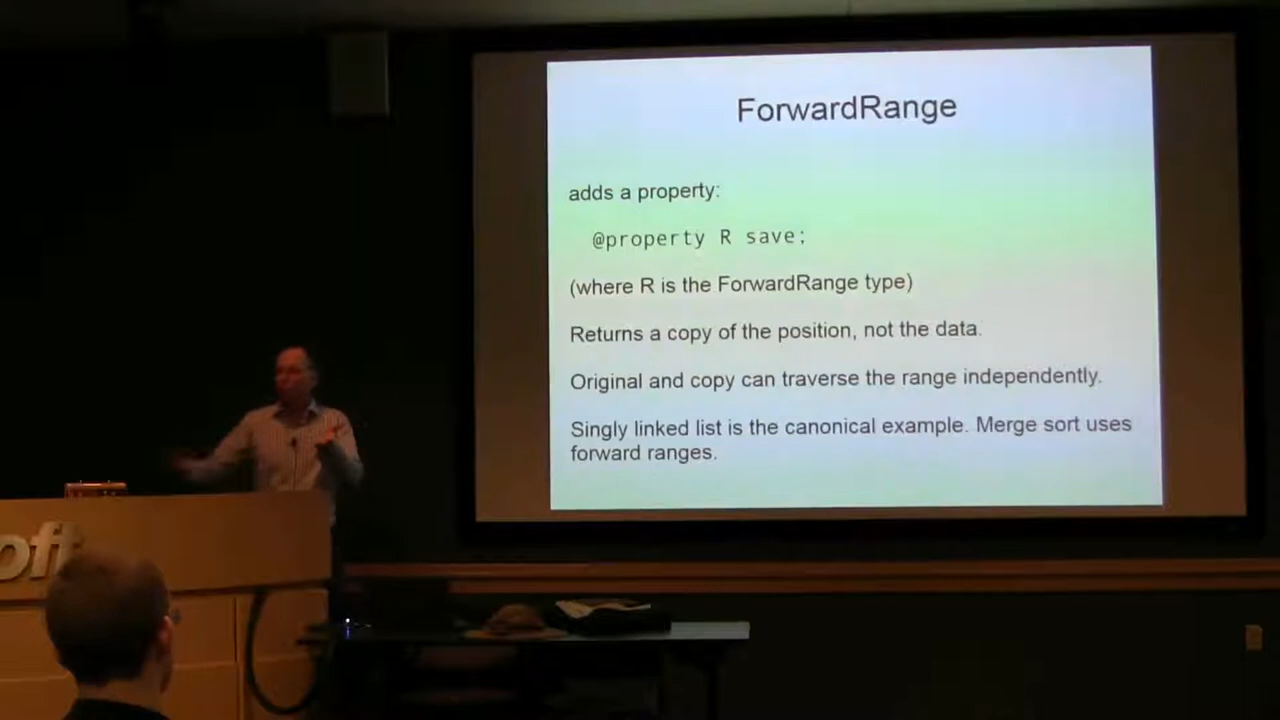 ForwardRange
adds a property:
@property R save;
(where R is the ForwardRange type)
Returns a copy of the position, not the data.
Original and copy can traverse the range independently.
Singly linked list is the canonical example. Merge sort uses
forward ranges.
oft